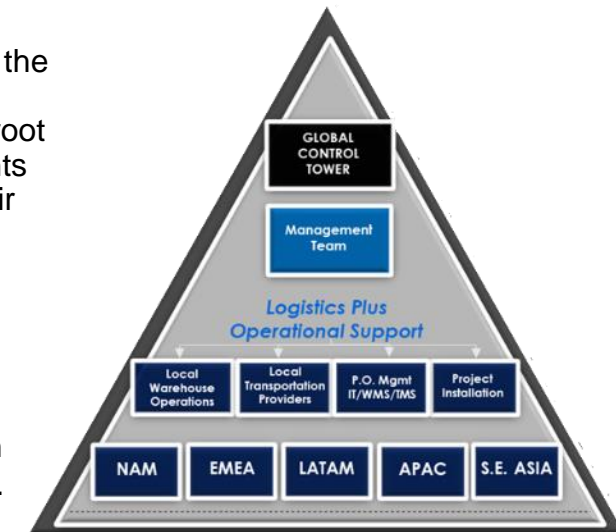 the
root
nts
ir
n
.
GLOBAL
CONTROL
TOWER
Management
Team
Logistics Plus
Operational Support
Local
Warehouse
Operations
Local
Transportation
Providers
P.O. Mgmt
IT/WMS/TMS
Project
Installation
NAM
EMEA
LATAM
APAC
S.E. ASIA